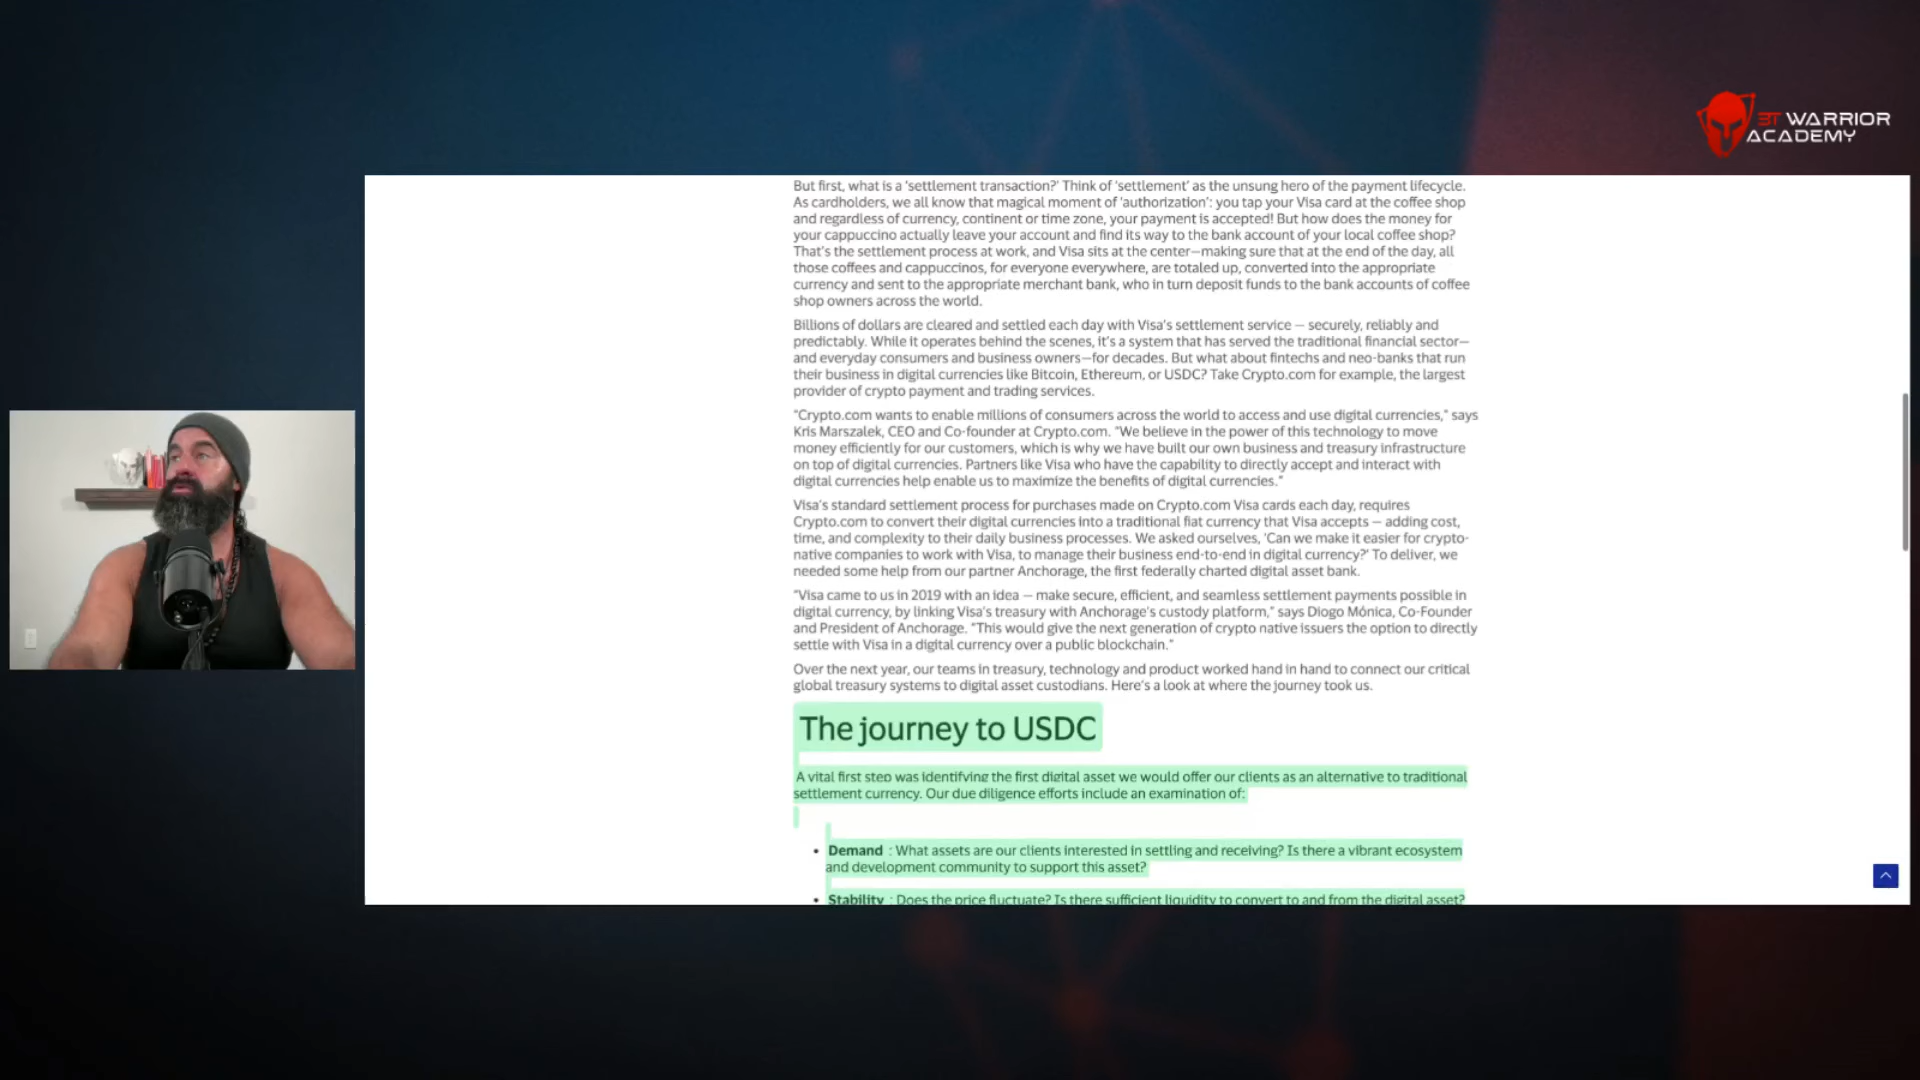 3T WARRIOR
ACADEMY
But first, what is a ‘settlement transaction?’ Think of ‘settlement’ as the unsung hero of the payment lifecycle.
As cardholders, we all know that magical moment of ‘authorization’: you tap your Visa card at the coffee shop
and regardless of currency, continent or time zone, your payment is accepted! But how does the money for
your cappuccino actually leave your account and find its way to the bank account of your local coffee shop?
That’s the settlement process at work, and Visa sits at the center—making sure that at the end of the day, all
those coffees and cappuccinos, for everyone everywhere, are totaled up, converted into the appropriate
currency and sent to the appropriate merchant bank, who in turn deposit funds to the bank accounts of coffee
shop owners across the world.
Billions of dollars are cleared and settled each day with Visa’s settlement service — securely, reliably and
predictably. While it operates behind the scenes, it’s a system that has served the traditional financial sector—
and everyday consumers and business owners—for decades. But what about fintechs and neo-banks that run
their business in digital currencies like Bitcoin, Ethereum, or USDC? Take Crypto.com for example, the largest
provider of crypto payment and trading services.
“Crypto.com wants to enable millions of consumers across the world to access and use digital currencies,” says
Kris Marszalek, CEO and Co-founder at Crypto.com. “We believe in the power of this technology to move
money efficiently for our customers, which is why we have built our own business and treasury infrastructure
on top of digital currencies. Partners like Visa who have the capability to directly accept and interact with
digital currencies help enable us to maximize the benefits of digital currencies.”
Visa’s standard settlement process for purchases made on Crypto.com Visa cards each day, requires
Crypto.com to convert their digital currencies into a traditional fiat currency that Visa accepts — adding cost,
time, and complexity to their daily business processes. We asked ourselves, ‘Can we make it easier for crypto-
native companies to work with Visa, to manage their business end-to-end in digital currency?’ To deliver, we
needed some help from our partner Anchorage, the first federally charted digital asset bank.
“Visa came to us in 2019 with an idea — make secure, efficient, and seamless settlement payments possible in
digital currency, by linking Visa’s treasury with Anchorage’s custody platform,” says Diogo Mónica, Co-Founder
and President of Anchorage. “This would give the next generation of crypto native issuers the option to directly
settle with Visa in a digital currency over a public blockchain.”
Over the next year, our teams in treasury, technology and product worked hand in hand to connect our critical
global treasury systems to digital asset custodians. Here’s a look at where the journey took us.
The journey to USDC
A vital first step was identifying the first digital asset we would offer our clients as an alternative to traditional
settlement currency. Our due diligence efforts include an examination of:
• Demand : What assets are our clients interested in settling and receiving? Is there a vibrant ecosystem
and development community to support this asset?
• Stability : Does the price fluctuate? Is there sufficient liquidity to convert to and from the digital asset?